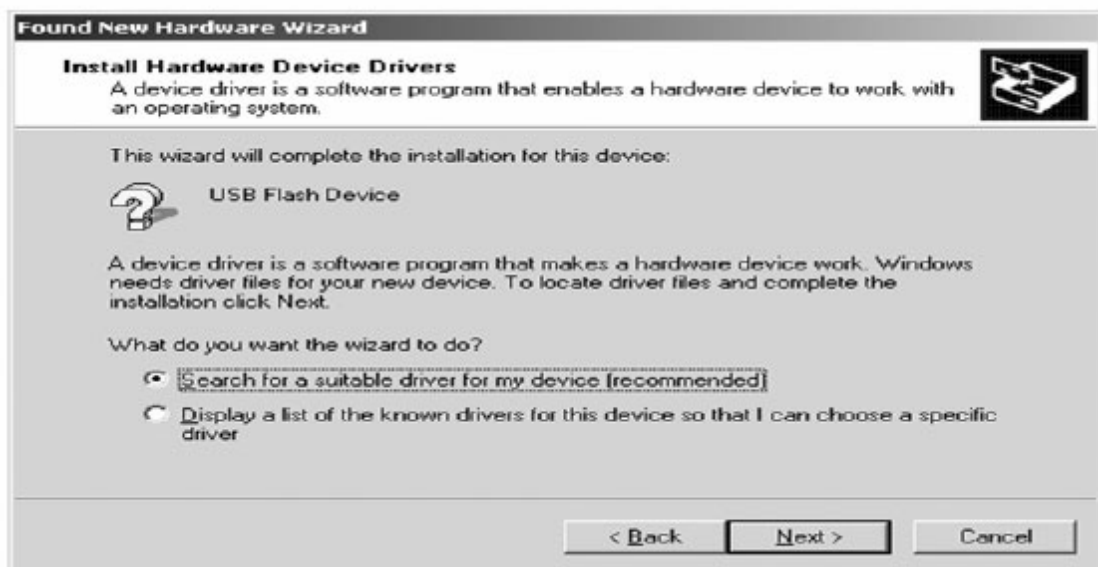 Found New Hardware Wizard
Install Hardware Device Drivers
A device driver is a software program that enables a hardware device to work with
an operating system.
This wizard will complete the installation for this device:
USB Flash Device
A device driver is a software program that makes a hardware device work. Windows
needs driver files for your new device. To locate driver files and complete the
installation click Next.
What do you want the wizard to do?
Search for a suitable driver for my device (recommended)
Display a list of the known drivers for this device so that I can choose a specific
driver
< Back Next > Cancel